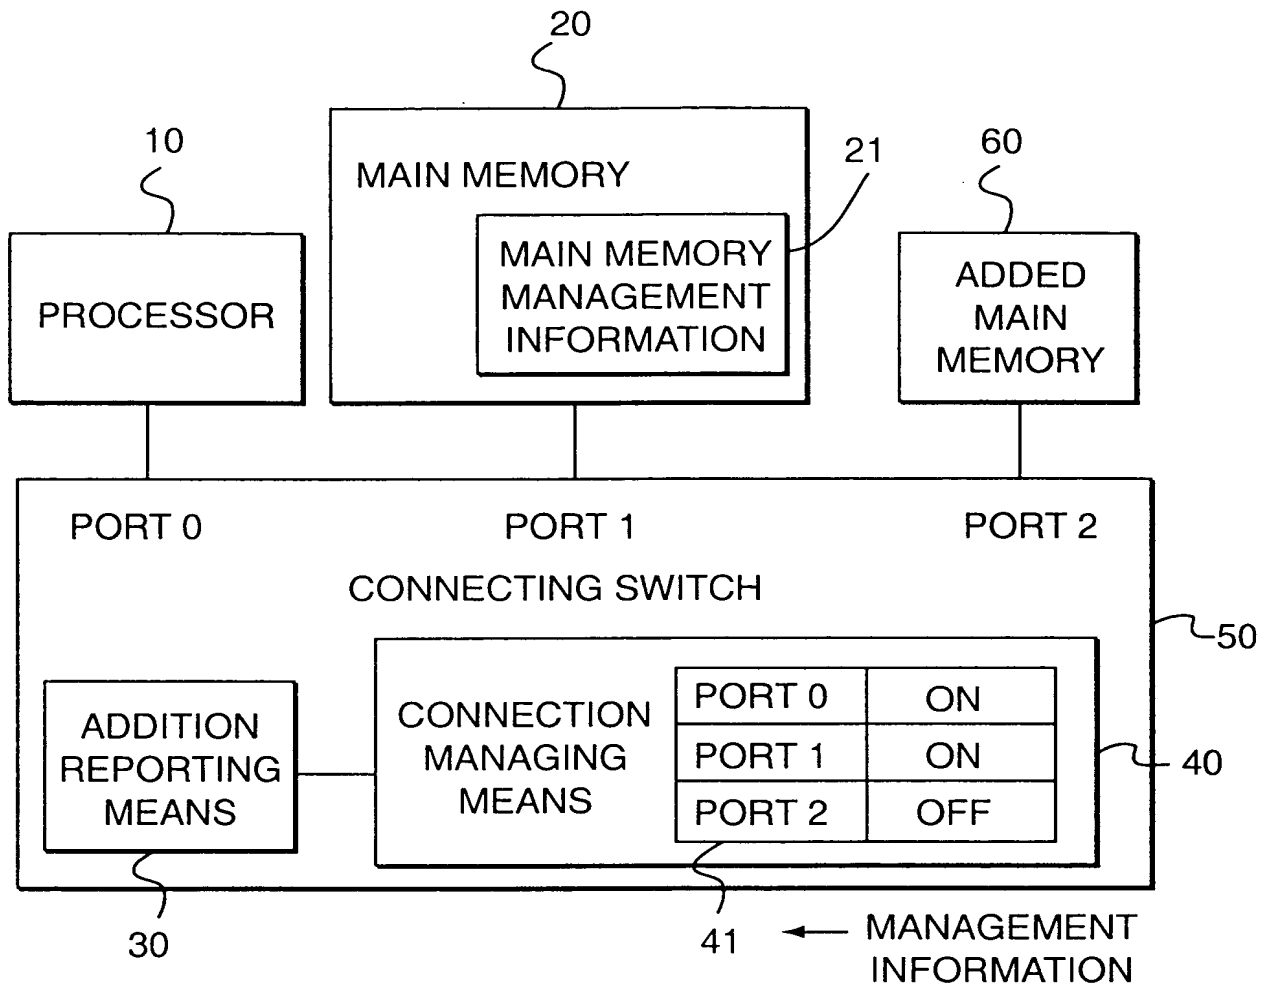 20
10
MAIN MEMORY
21
60
MAIN MEMORY
MANAGEMENT
INFORMATION
PROCESSOR
ADDED
MAIN
MEMORY
PORT 0
PORT 1
PORT 2
CONNECTING SWITCH
50
ADDITION
REPORTING
MEANS
CONNECTION
MANAGING
MEANS
PORT 0 ON
PORT 1 ON
PORT 2 OFF
40
30
41
MANAGEMENT
INFORMATION